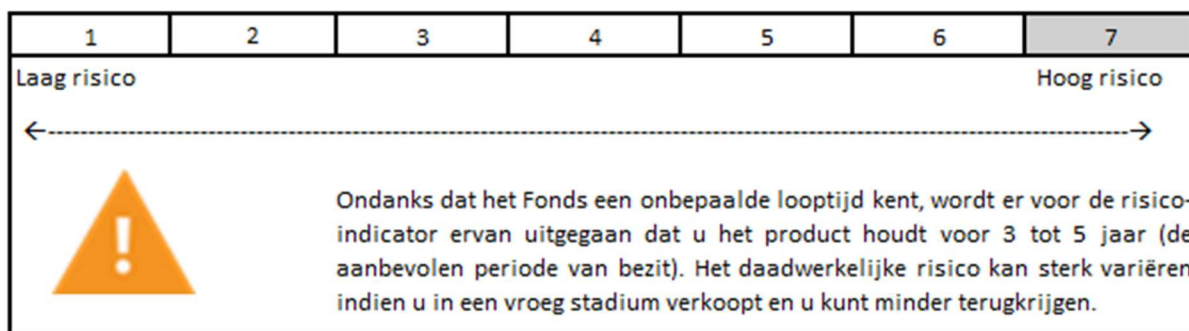 1 2 3 4 5 6 7
Laag risico Hoog risico
←----------------------------------------------------------------------------------------------------------------------------------→
!
Ondanks dat het Fonds een onbepaalde looptijd kent, wordt er voor de risico-
indicator ervan uitgegaan dat u het product houdt voor 3 tot 5 jaar (de
aanbevolen periode van bezit). Het daadwerkelijke risico kan sterk variëren
indien u in een vroeg stadium verkoopt en u kunt minder terugkrijgen.